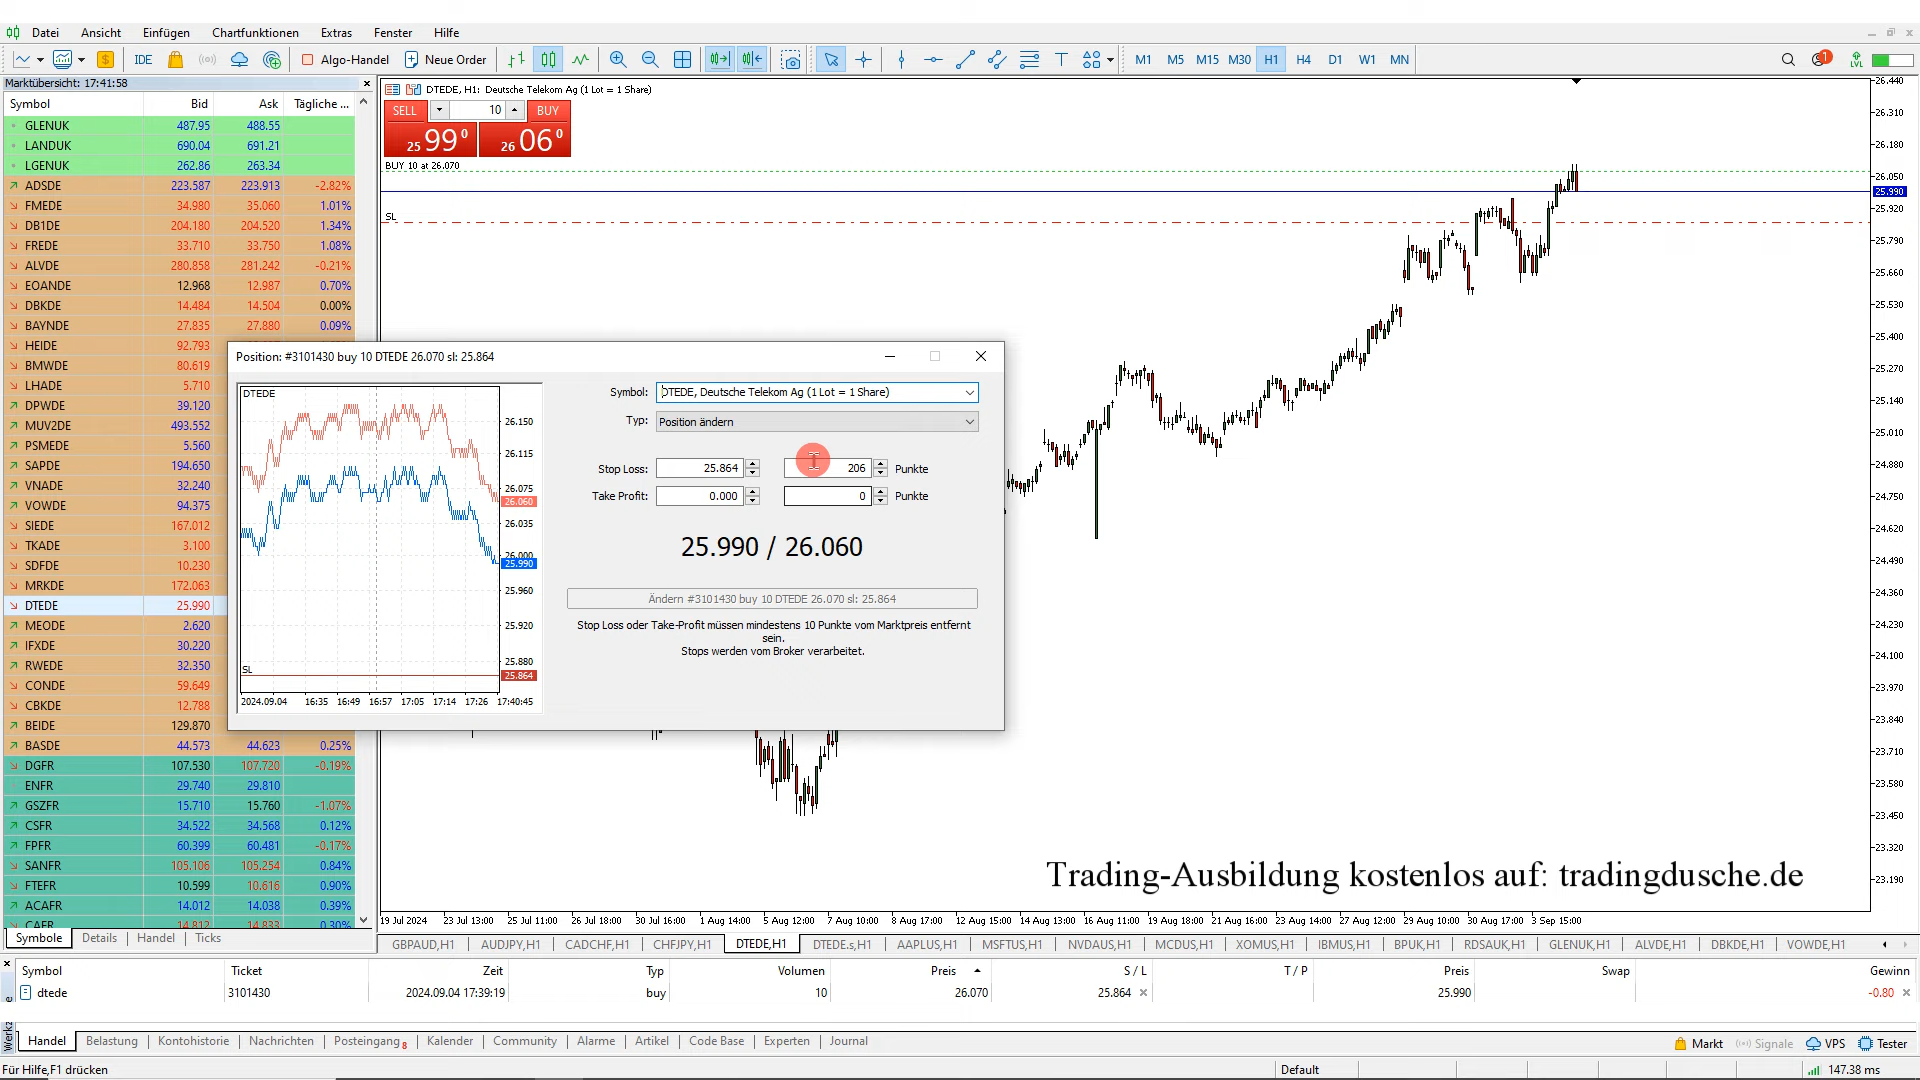 Datei Ansicht Einfügen Chartfunktionen Extras Fenster Hilfe
IDE Algo-Handel Neue Order M1 M5 M15 M30 H1 H4 D1 W1 MN 1 LVL
Marktübersicht: 17:41:58
Symbol Bid Ask Tägliche ...
GLENUK 487.95 488.55
LANDUK 690.04 691.21
LGENUK 262.86 263.34
ADSDE 223.587 223.913 -2.82%
FMEDE 34.980 35.060 1.01%
DB1DE 204.180 204.520 1.34%
FREDE 33.710 33.750 1.08%
ALVDE 280.858 281.242 -0.21%
EOANDE 12.968 12.987 0.70%
DBKDE 14.484 14.504 0.00%
BAYNDE 27.835 27.880 0.09%
HEIDE 92.793
BMWDE 80.619
LHADE 5.710
DPWDE 39.120
MUV2DE 493.552
PSMEDE 5.560
SAPDE 194.650
VNADE 32.240
VOWDE 94.375
SIEDE 167.012
TKADE 3.100
SDFDE 10.230
MRKDE 172.063
DTEDE 25.990
MEODE 2.620
IFXDE 30.220
RWEDE 32.350
CONDE 59.649
CBKDE 12.788
BEIDE 129.870
BASDE 44.573 44.623 0.25%
DGFR 107.530 107.720 -0.19%
ENFR 29.740 29.810
GSZFR 15.710 15.760 -1.07%
CSFR 34.522 34.568 0.12%
FPFR 60.399 60.481 -0.17%
SANFR 105.106 105.254 0.84%
FTEFR 10.599 10.616 0.90%
ACAFR 14.012 14.038 0.39%
CAFR 14.812 14.833 0.30%
Symbole Details Handel Ticks
DTEDE, H1: Deutsche Telekom Ag (1 Lot = 1 Share)
SELL 10 BUY
25 99 0 26 06 0
BUY 10 at 26.070
SL
26.440
26.310
26.180
26.050
25.990
25.920
25.790
25.660
25.530
25.400
25.270
25.140
25.010
24.880
24.750
24.620
24.490
24.360
24.230
24.100
23.970
23.840
23.710
23.580
23.450
23.320
23.190
Position: #3101430 buy 10 DTEDE 26.070 sl: 25.864
DTEDE
26.150
26.115
26.075
26.060
26.035
26.000
25.990
25.960
25.920
25.880
25.864
SL
2024.09.04 16:35 16:49 16:57 17:05 17:14 17:26 17:40:45
Symbol: DTEDE, Deutsche Telekom Ag (1 Lot = 1 Share)
Typ: Position ändern
Stop Loss: 25.864 206 Punkte
Take Profit: 0.000 0 Punkte
25.990 / 26.060
Ändern #3101430 buy 10 DTEDE 26.070 sl: 25.864
Stop Loss oder Take-Profit müssen mindestens 10 Punkte vom Marktpreis entfernt
sein.
Stops werden vom Broker verarbeitet.
Trading-Ausbildung kostenlos auf: tradingdusche.de
19 Jul 2024 23 Jul 13:00 25 Jul 11:00 26 Jul 18:00 30 Jul 16:00 1 Aug 14:00 5 Aug 12:00 7 Aug 10:00 8 Aug 17:00 12 Aug 15:00 14 Aug 13:00 16 Aug 11:00 19 Aug 18:00 21 Aug 16:00 23 Aug 14:00 27 Aug 12:00 29 Aug 10:00 30 Aug 17:00 3 Sep 15:00
GBPAUD,H1 AUDJPY,H1 CADCHF,H1 CHFJPY,H1 DTEDE,H1 DTEDE.s,H1 AAPLUS,H1 MSFTUS,H1 NVDAUS,H1 MCDUS,H1 XOMUS,H1 IBMUS,H1 BPUK,H1 RDSAUK,H1 GLENUK,H1 ALVDE,H1 DBKDE,H1 VOWDE,H1
Symbol Ticket Zeit Typ Volumen Preis S / L T / P Preis Swap Gewinn
dtede 3101430 2024.09.04 17:39:19 buy 10 26.070 25.864 25.990 -0.80
Handel Belastung Kontohistorie Nachrichten Posteingang 8 Kalender Community Alarme Artikel Code Base Experten Journal Markt Signale VPS Tester
Für Hilfe,F1 drücken Default 147.38 ms